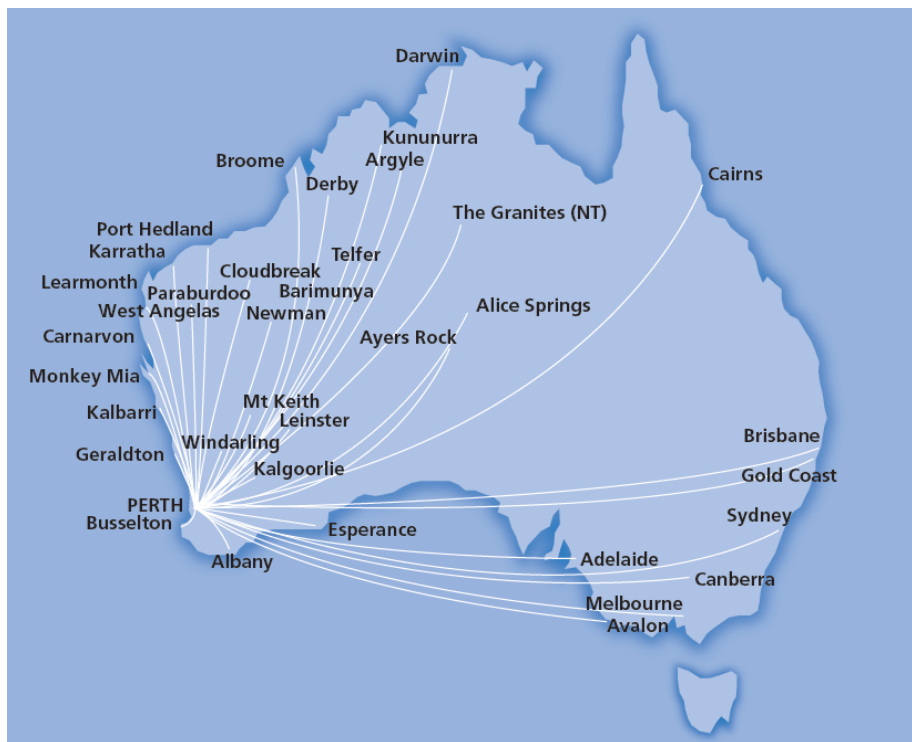 Darwin
Kununurra
Argyle
Broome
Derby
Cairns
The Granites (NT)
Port Hedland
Karratha
Telfer
Cloudbreak
Learmonth
Paraburdoo
Barimunya
West Angelas
Newman
Alice Springs
Carnarvon
Ayers Rock
Monkey Mia
Mt Keith
Kalbarri
Leinster
Windarling
Brisbane
Geraldton
Kalgoorlie
Gold Coast
PERTH
Sydney
Busselton
Esperance
Albany
Adelaide
Canberra
Melbourne
Avalon